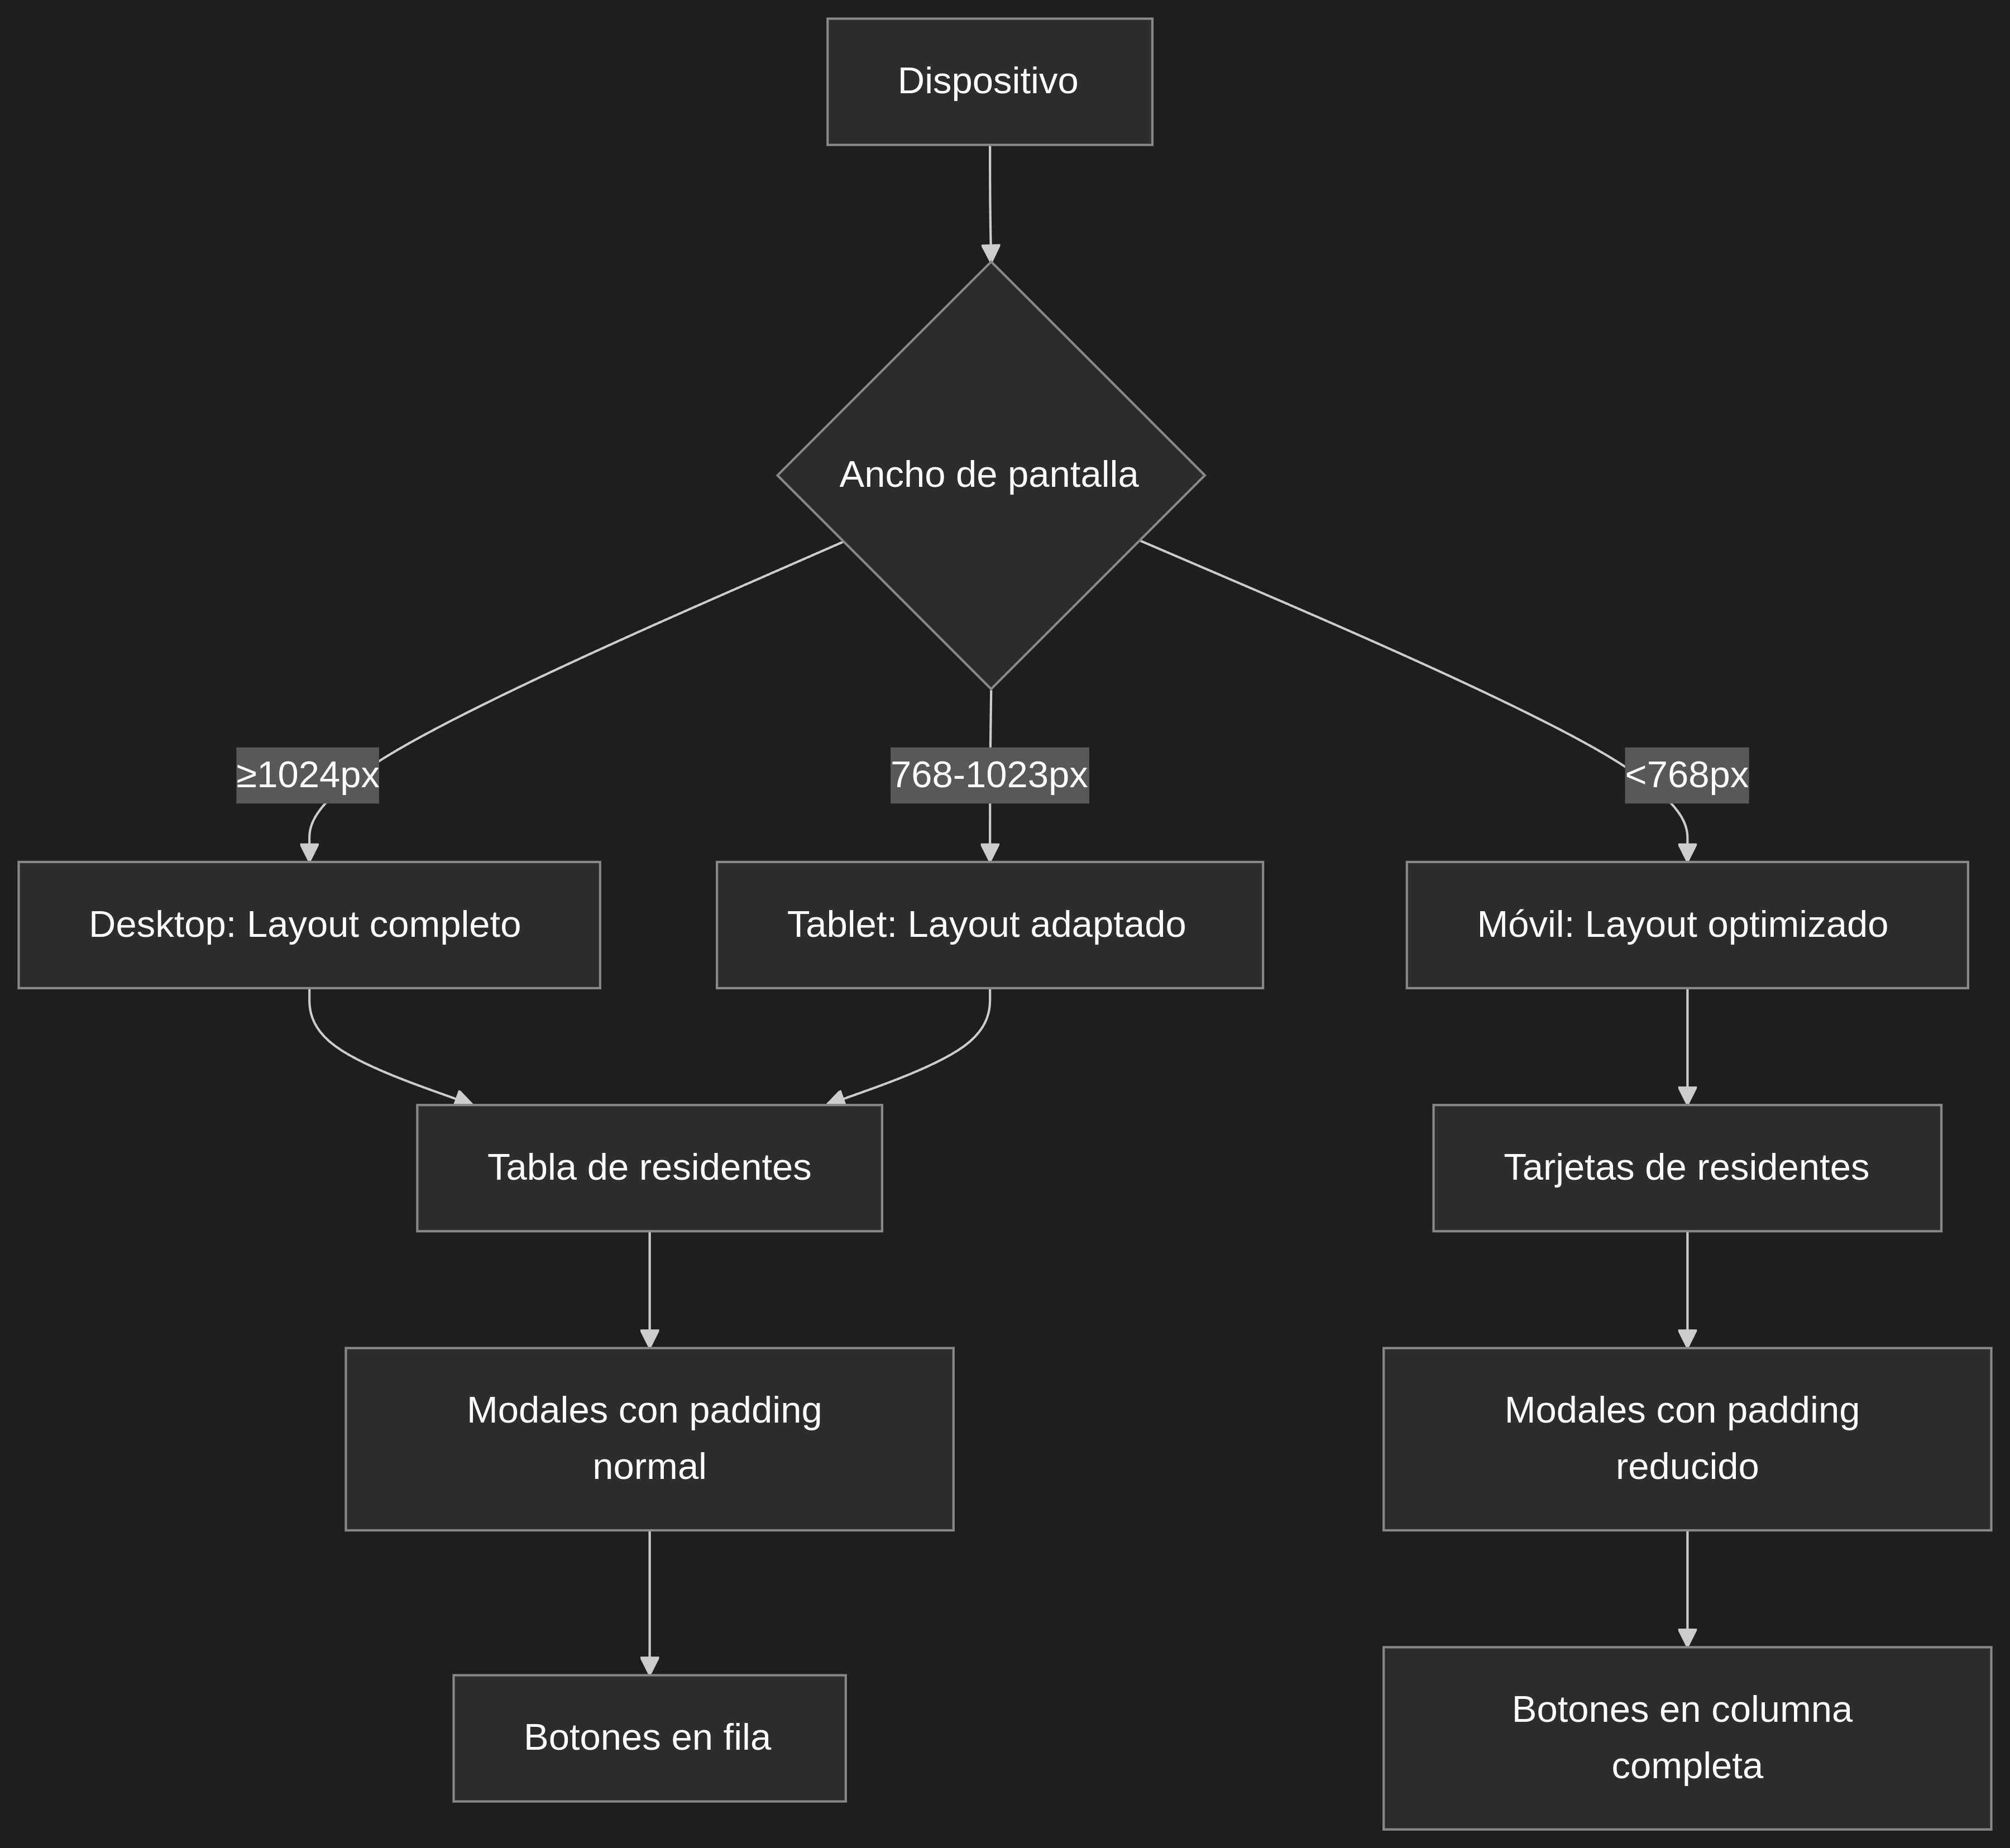 Dispositivo
Ancho de pantalla
≥1024px
768-1023px
<768px
Desktop: Layout completo
Tablet: Layout adaptado
Móvil: Layout optimizado
Tabla de residentes
Tarjetas de residentes
Modales con padding
normal
Modales con padding
reducido
Botones en fila
Botones en columna
completa